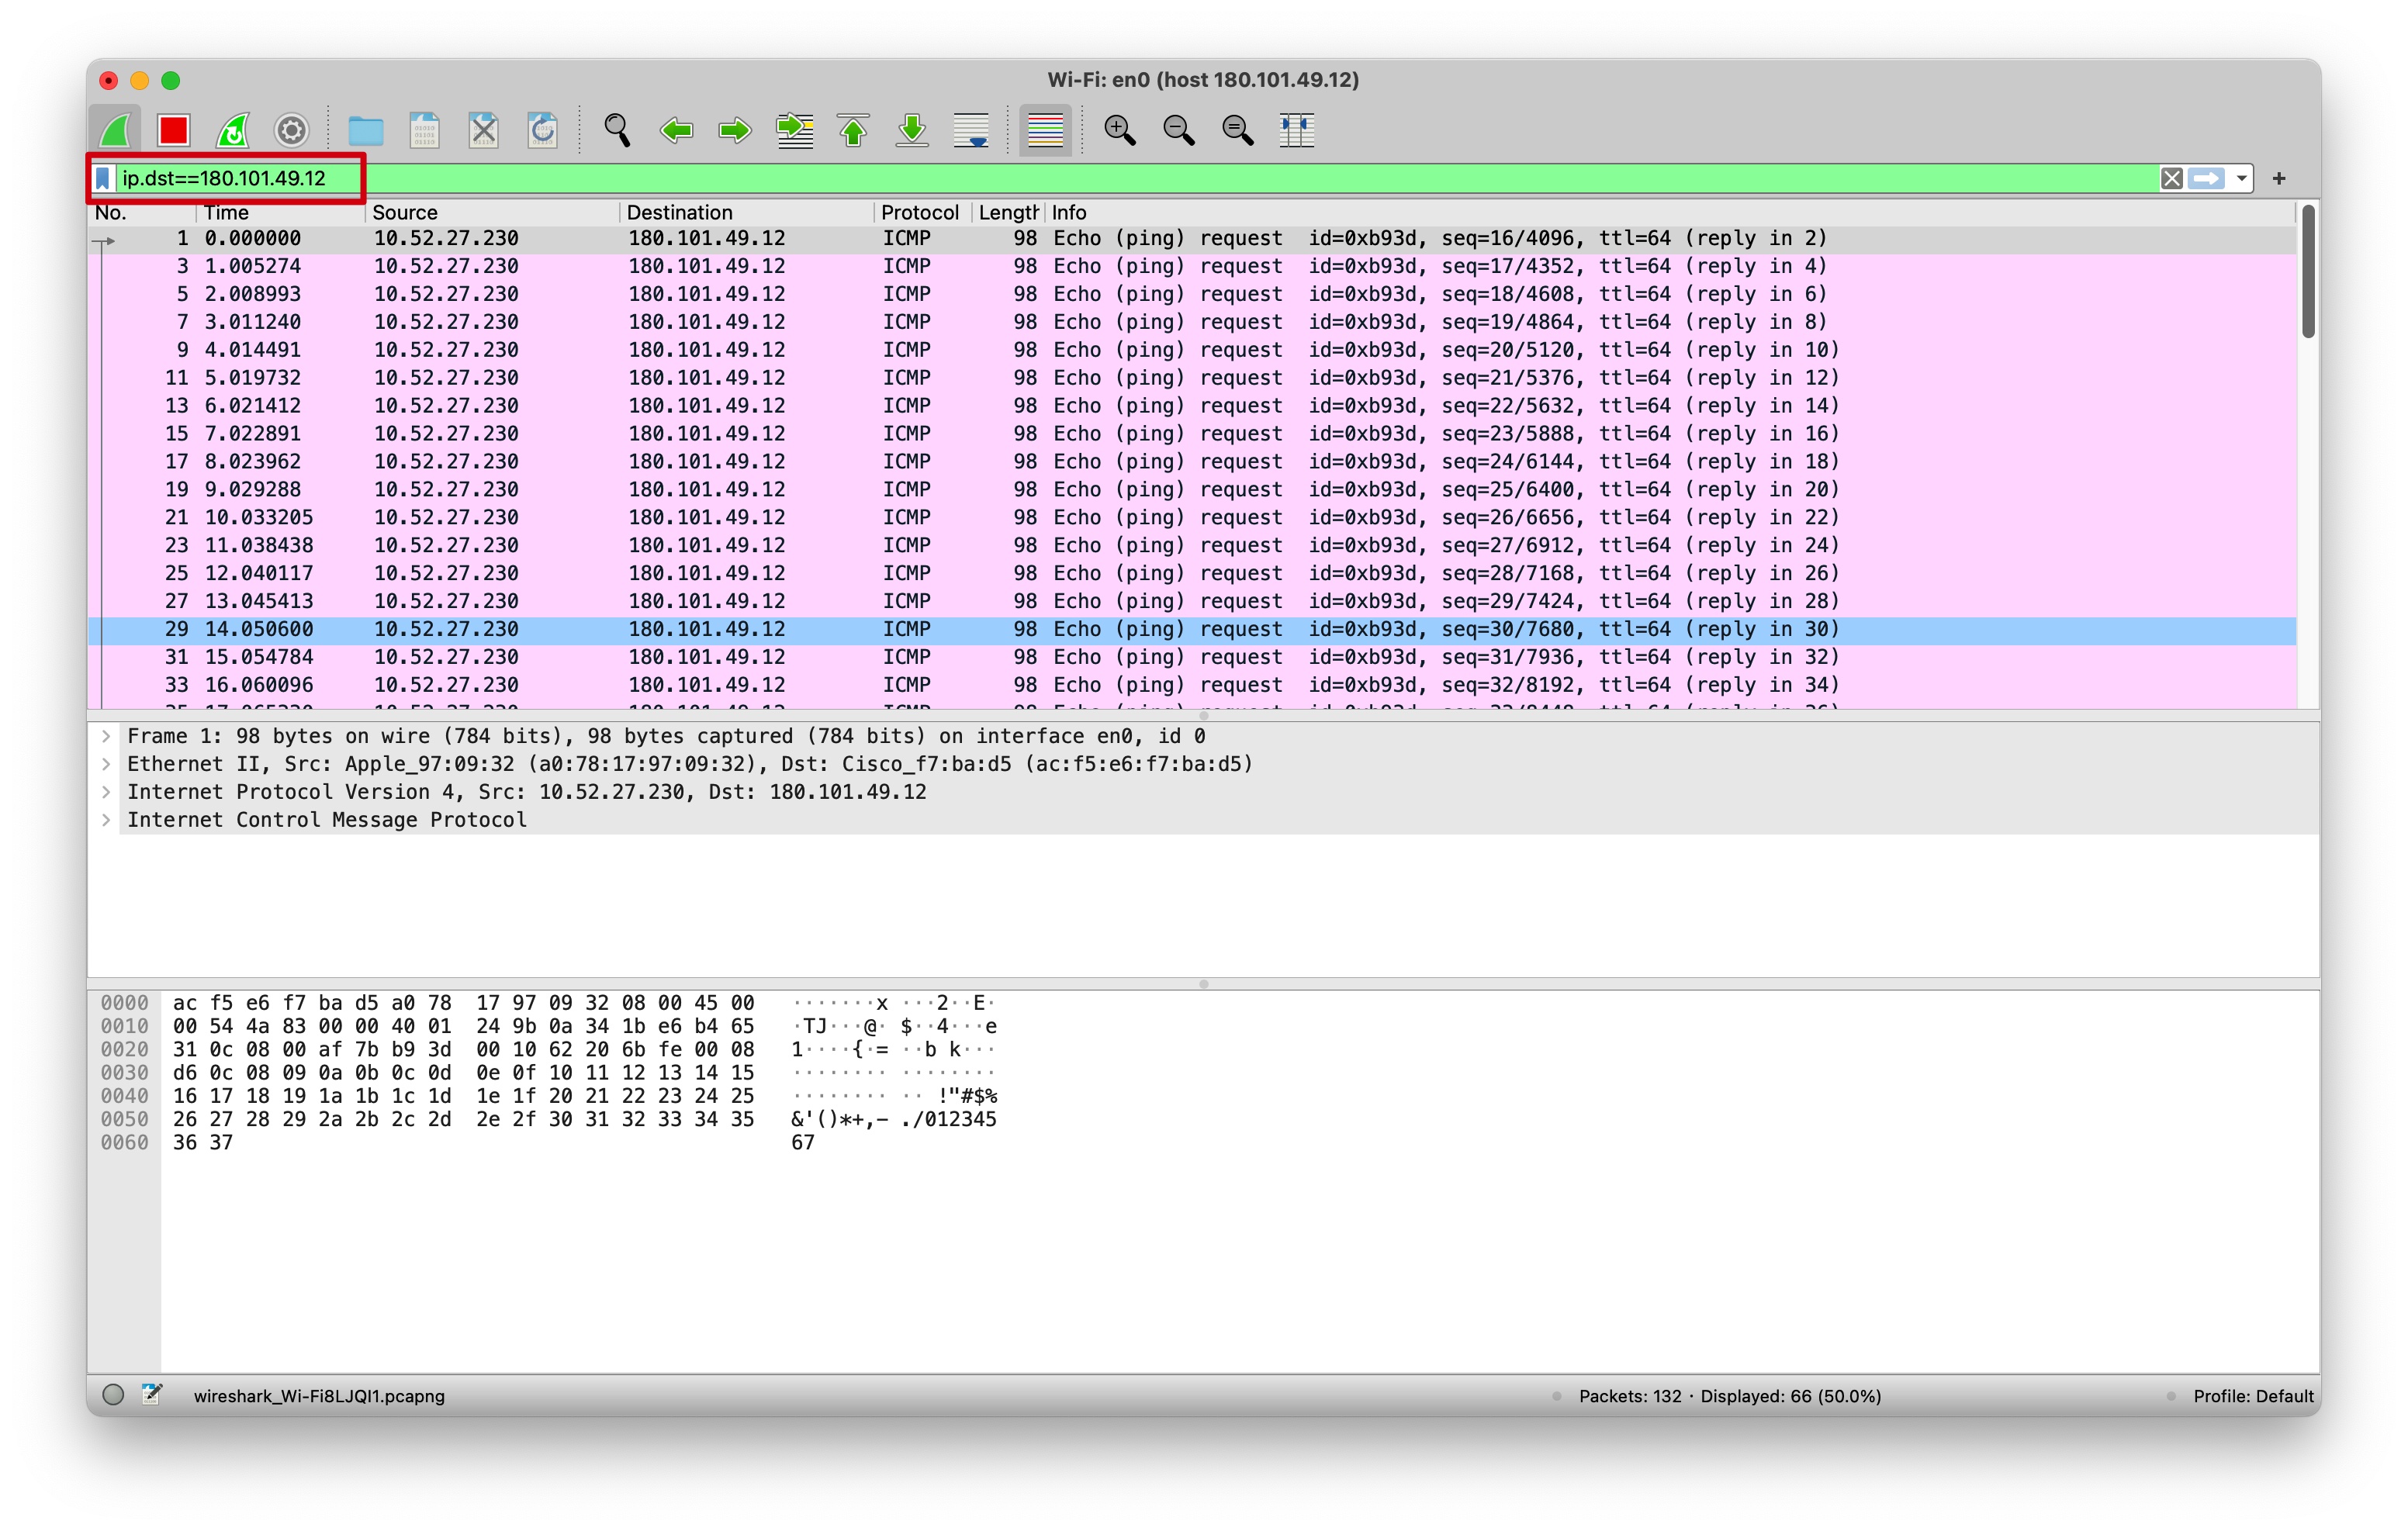 Wi-Fi: en0 (host 180.101.49.12)
ip.dst==180.101.49.12
No. Time Source Destination Protocol Length Info
1 0.000000 10.52.27.230 180.101.49.12 ICMP 98 Echo (ping) request id=0xb93d, seq=16/4096, ttl=64 (reply in 2)
3 1.005274 10.52.27.230 180.101.49.12 ICMP 98 Echo (ping) request id=0xb93d, seq=17/4352, ttl=64 (reply in 4)
5 2.008993 10.52.27.230 180.101.49.12 ICMP 98 Echo (ping) request id=0xb93d, seq=18/4608, ttl=64 (reply in 6)
7 3.011240 10.52.27.230 180.101.49.12 ICMP 98 Echo (ping) request id=0xb93d, seq=19/4864, ttl=64 (reply in 8)
9 4.014491 10.52.27.230 180.101.49.12 ICMP 98 Echo (ping) request id=0xb93d, seq=20/5120, ttl=64 (reply in 10)
11 5.019732 10.52.27.230 180.101.49.12 ICMP 98 Echo (ping) request id=0xb93d, seq=21/5376, ttl=64 (reply in 12)
13 6.021412 10.52.27.230 180.101.49.12 ICMP 98 Echo (ping) request id=0xb93d, seq=22/5632, ttl=64 (reply in 14)
15 7.022891 10.52.27.230 180.101.49.12 ICMP 98 Echo (ping) request id=0xb93d, seq=23/5888, ttl=64 (reply in 16)
17 8.023962 10.52.27.230 180.101.49.12 ICMP 98 Echo (ping) request id=0xb93d, seq=24/6144, ttl=64 (reply in 18)
19 9.029288 10.52.27.230 180.101.49.12 ICMP 98 Echo (ping) request id=0xb93d, seq=25/6400, ttl=64 (reply in 20)
21 10.033205 10.52.27.230 180.101.49.12 ICMP 98 Echo (ping) request id=0xb93d, seq=26/6656, ttl=64 (reply in 22)
23 11.038438 10.52.27.230 180.101.49.12 ICMP 98 Echo (ping) request id=0xb93d, seq=27/6912, ttl=64 (reply in 24)
25 12.040117 10.52.27.230 180.101.49.12 ICMP 98 Echo (ping) request id=0xb93d, seq=28/7168, ttl=64 (reply in 26)
27 13.045413 10.52.27.230 180.101.49.12 ICMP 98 Echo (ping) request id=0xb93d, seq=29/7424, ttl=64 (reply in 28)
29 14.050600 10.52.27.230 180.101.49.12 ICMP 98 Echo (ping) request id=0xb93d, seq=30/7680, ttl=64 (reply in 30)
31 15.054784 10.52.27.230 180.101.49.12 ICMP 98 Echo (ping) request id=0xb93d, seq=31/7936, ttl=64 (reply in 32)
33 16.060096 10.52.27.230 180.101.49.12 ICMP 98 Echo (ping) request id=0xb93d, seq=32/8192, ttl=64 (reply in 34)
Frame 1: 98 bytes on wire (784 bits), 98 bytes captured (784 bits) on interface en0, id 0
Ethernet II, Src: Apple_97:09:32 (a0:78:17:97:09:32), Dst: Cisco_f7:ba:d5 (ac:f5:e6:f7:ba:d5)
Internet Protocol Version 4, Src: 10.52.27.230, Dst: 180.101.49.12
Internet Control Message Protocol
0000 ac f5 e6 f7 ba d5 a0 78 17 97 09 32 08 00 45 00 ·······x ···2··E·
0010 00 54 4a 83 00 00 40 01 24 9b 0a 34 1b e6 b4 65 ·TJ···@· $··4···e
0020 31 0c 08 00 af 7b b9 3d 00 10 62 20 6b fe 00 08 1····{·= ··b k···
0030 d6 0c 08 09 0a 0b 0c 0d 0e 0f 10 11 12 13 14 15 ········ ········
0040 16 17 18 19 1a 1b 1c 1d 1e 1f 20 21 22 23 24 25 ········ ·· !"#$%
0050 26 27 28 29 2a 2b 2c 2d 2e 2f 30 31 32 33 34 35 &'()*+,- ./012345
0060 36 37 67
wireshark_Wi-Fi8LJQI1.pcapng Packets: 132 · Displayed: 66 (50.0%) Profile: Default